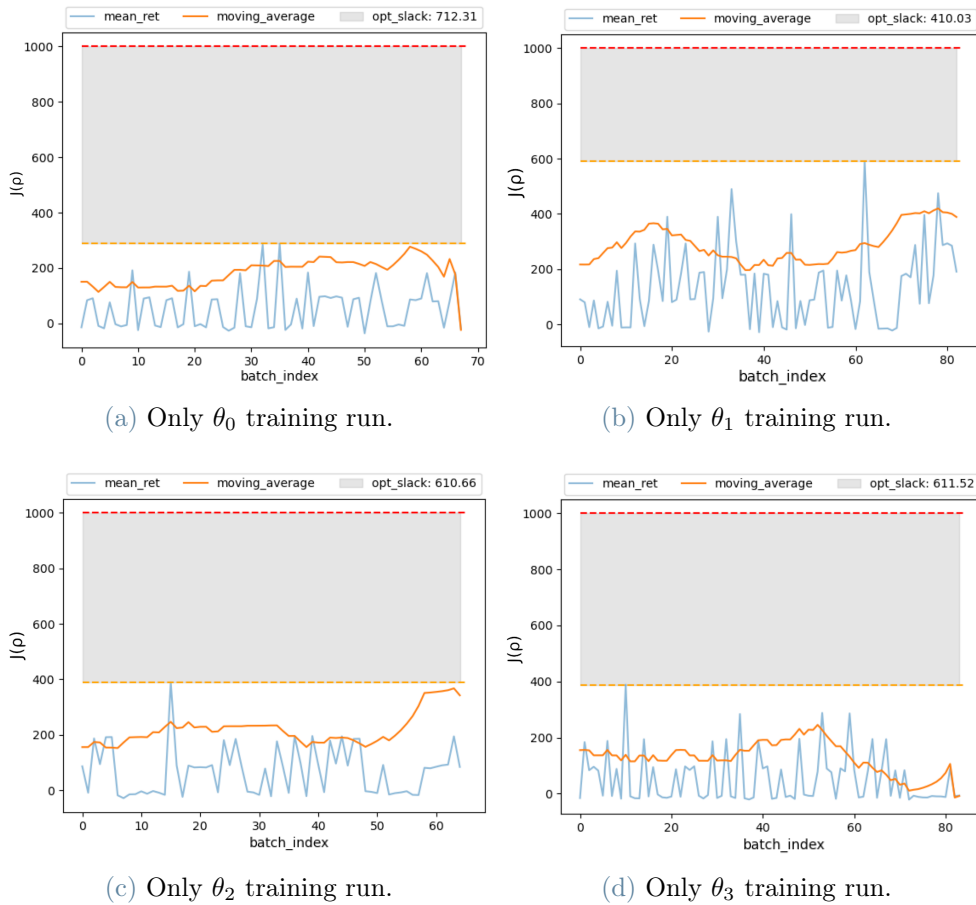 mean_ret moving_average opt_slack: 712.31
1000
800
600
400
200
0
J(ρ)
0 10 20 30 40 50 60 70
batch_index
(a) Only θ₀ training run.
mean_ret moving_average opt_slack: 410.03
1000
800
600
400
200
0
J(ρ)
0 20 40 60 80
batch_index
(b) Only θ₁ training run.
mean_ret moving_average opt_slack: 610.66
1000
800
600
400
200
0
J(ρ)
0 10 20 30 40 50 60
batch_index
(c) Only θ₂ training run.
mean_ret moving_average opt_slack: 611.52
1000
800
600
400
200
0
J(ρ)
0 20 40 60 80
batch_index
(d) Only θ₃ training run.